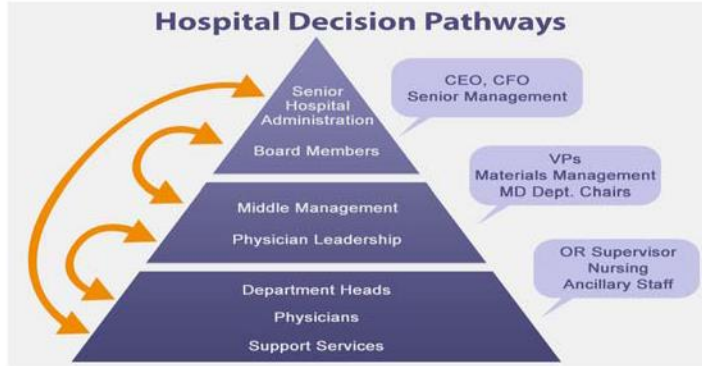 Hospital Decision Pathways
Senior
Hospital
Administration
Board Members
CEO, CFO
Senior Management
Middle Management
Physician Leadership
VPs
Materials Management
MD Dept. Chairs
Department Heads
Physicians
Support Services
OR Supervisor
Nursing
Ancillary Staff